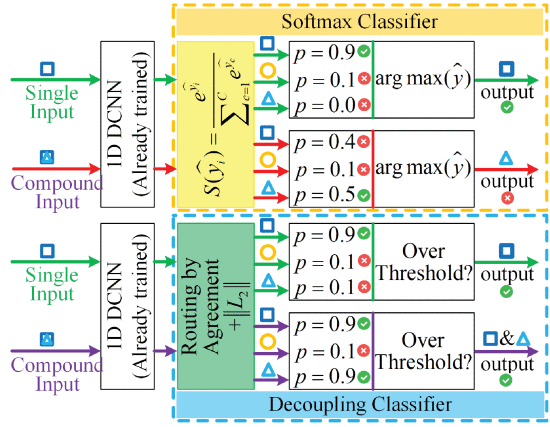 Softmax Classifier
Single
Input
1D DCNN
(Already trained)
S(\hat{y_i}) = \frac{e^{\hat{y_i}}}{\sum_{c=1}^{C} e^{\hat{y_c}}}
p = 0.9
p = 0.1
p = 0.0
arg max(\hat{y})
output
Compound
Input
p = 0.4
p = 0.1
p = 0.5
arg max(\hat{y})
output
Single
Input
1D DCNN
(Already trained)
Routing by
Agreement
+||L_2||
p = 0.9
p = 0.1
p = 0.1
Over
Threshold?
output
Compound
Input
p = 0.9
p = 0.1
p = 0.9
Over
Threshold?
&
output
Decoupling Classifier